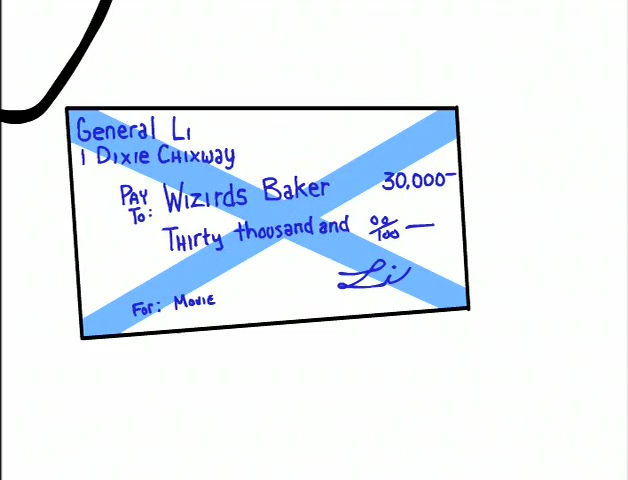 General Li
1 Dixie Chixway
Pay To: Wizirds Baker 30,000-
Thirty thousand and 00/100 —
Li
For: Movie